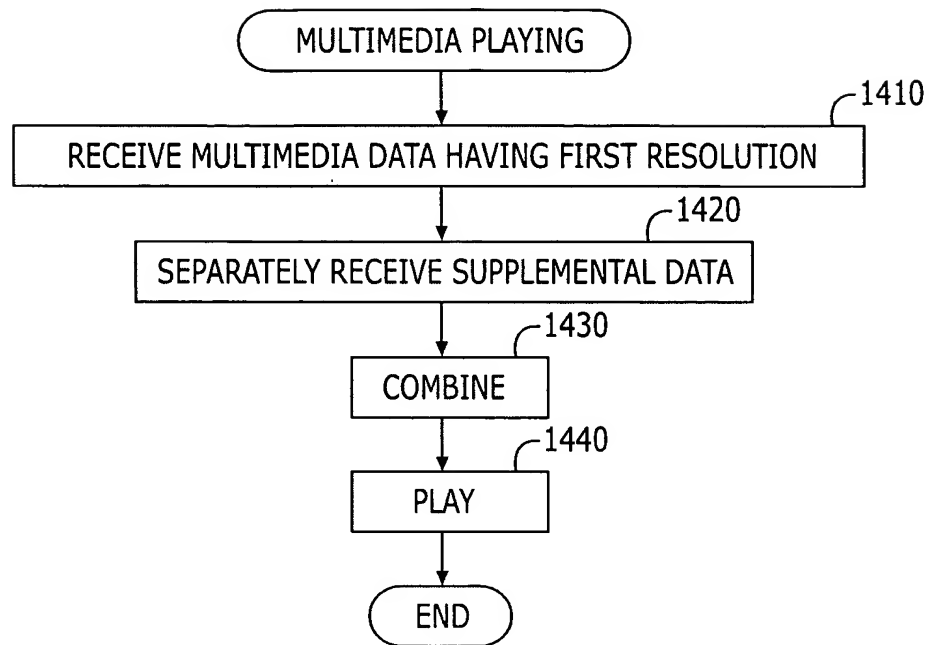 MULTIMEDIA PLAYING
1410
RECEIVE MULTIMEDIA DATA HAVING FIRST RESOLUTION
1420
SEPARATELY RECEIVE SUPPLEMENTAL DATA
1430
COMBINE
1440
PLAY
END